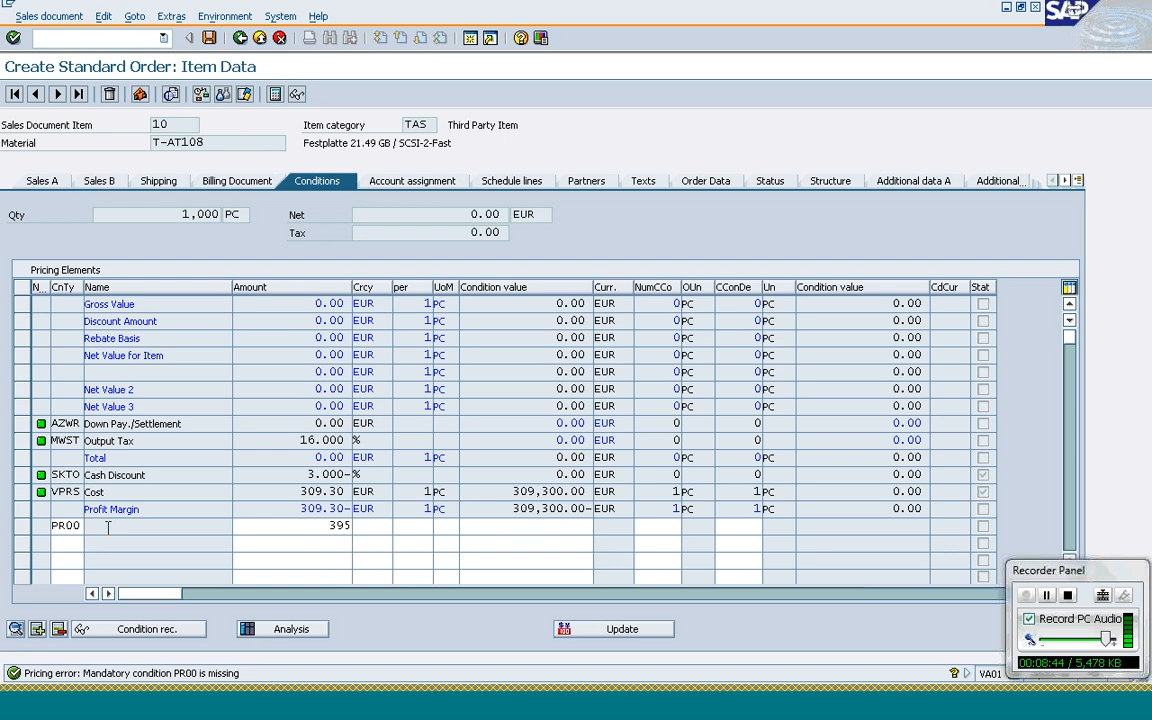 Sales document Edit Goto Extras Environment System Help
SAP
Create Standard Order: Item Data
Sales Document Item 10 Item category TAS Third Party Item
Material T-AT108 Festplatte 21.49 GB / SCSI-2-Fast
Sales A Sales B Shipping Billing Document Conditions Account assignment Schedule lines Partners Texts Order Data Status Structure Additional data A Additional...
Qty 1,000 PC Net 0.00 EUR
Tax 0.00
Pricing Elements
N... CnTy Name Amount Crcy per UoM Condition value Curr. NumCCo OUn CConDe Un Condition value CdCur Stat
Gross Value 0.00 EUR 1 PC 0.00 EUR 0 PC 0 PC 0.00
Discount Amount 0.00 EUR 1 PC 0.00 EUR 0 PC 0 PC 0.00
Rebate Basis 0.00 EUR 1 PC 0.00 EUR 0 PC 0 PC 0.00
Net Value for Item 0.00 EUR 1 PC 0.00 EUR 0 PC 0 PC 0.00
0.00 EUR 1 PC 0.00 EUR 0 PC 0 PC 0.00
Net Value 2 0.00 EUR 1 PC 0.00 EUR 0 PC 0 PC 0.00
Net Value 3 0.00 EUR 1 PC 0.00 EUR 0 PC 0 PC 0.00
AZWR Down Pay./Settlement 0.00 EUR 0.00 EUR 0 0 0.00
MWST Output Tax 16.000 % 0.00 EUR 0 0 0.00
Total 0.00 EUR 1 PC 0.00 EUR 0 PC 0 PC 0.00
SKTO Cash Discount 3.000- % 0.00 EUR 0 0 0.00
VPRS Cost 309.30 EUR 1 PC 309,300.00 EUR 1 PC 1 PC 0.00
Profit Margin 309.30- EUR 1 PC 309,300.00- EUR 1 PC 1 PC 0.00
PR00 395
Recorder Panel
Record PC Audio
00:08:44 / 5,478 KB
Condition rec. Analysis Update
Pricing error: Mandatory condition PR00 is missing VA01